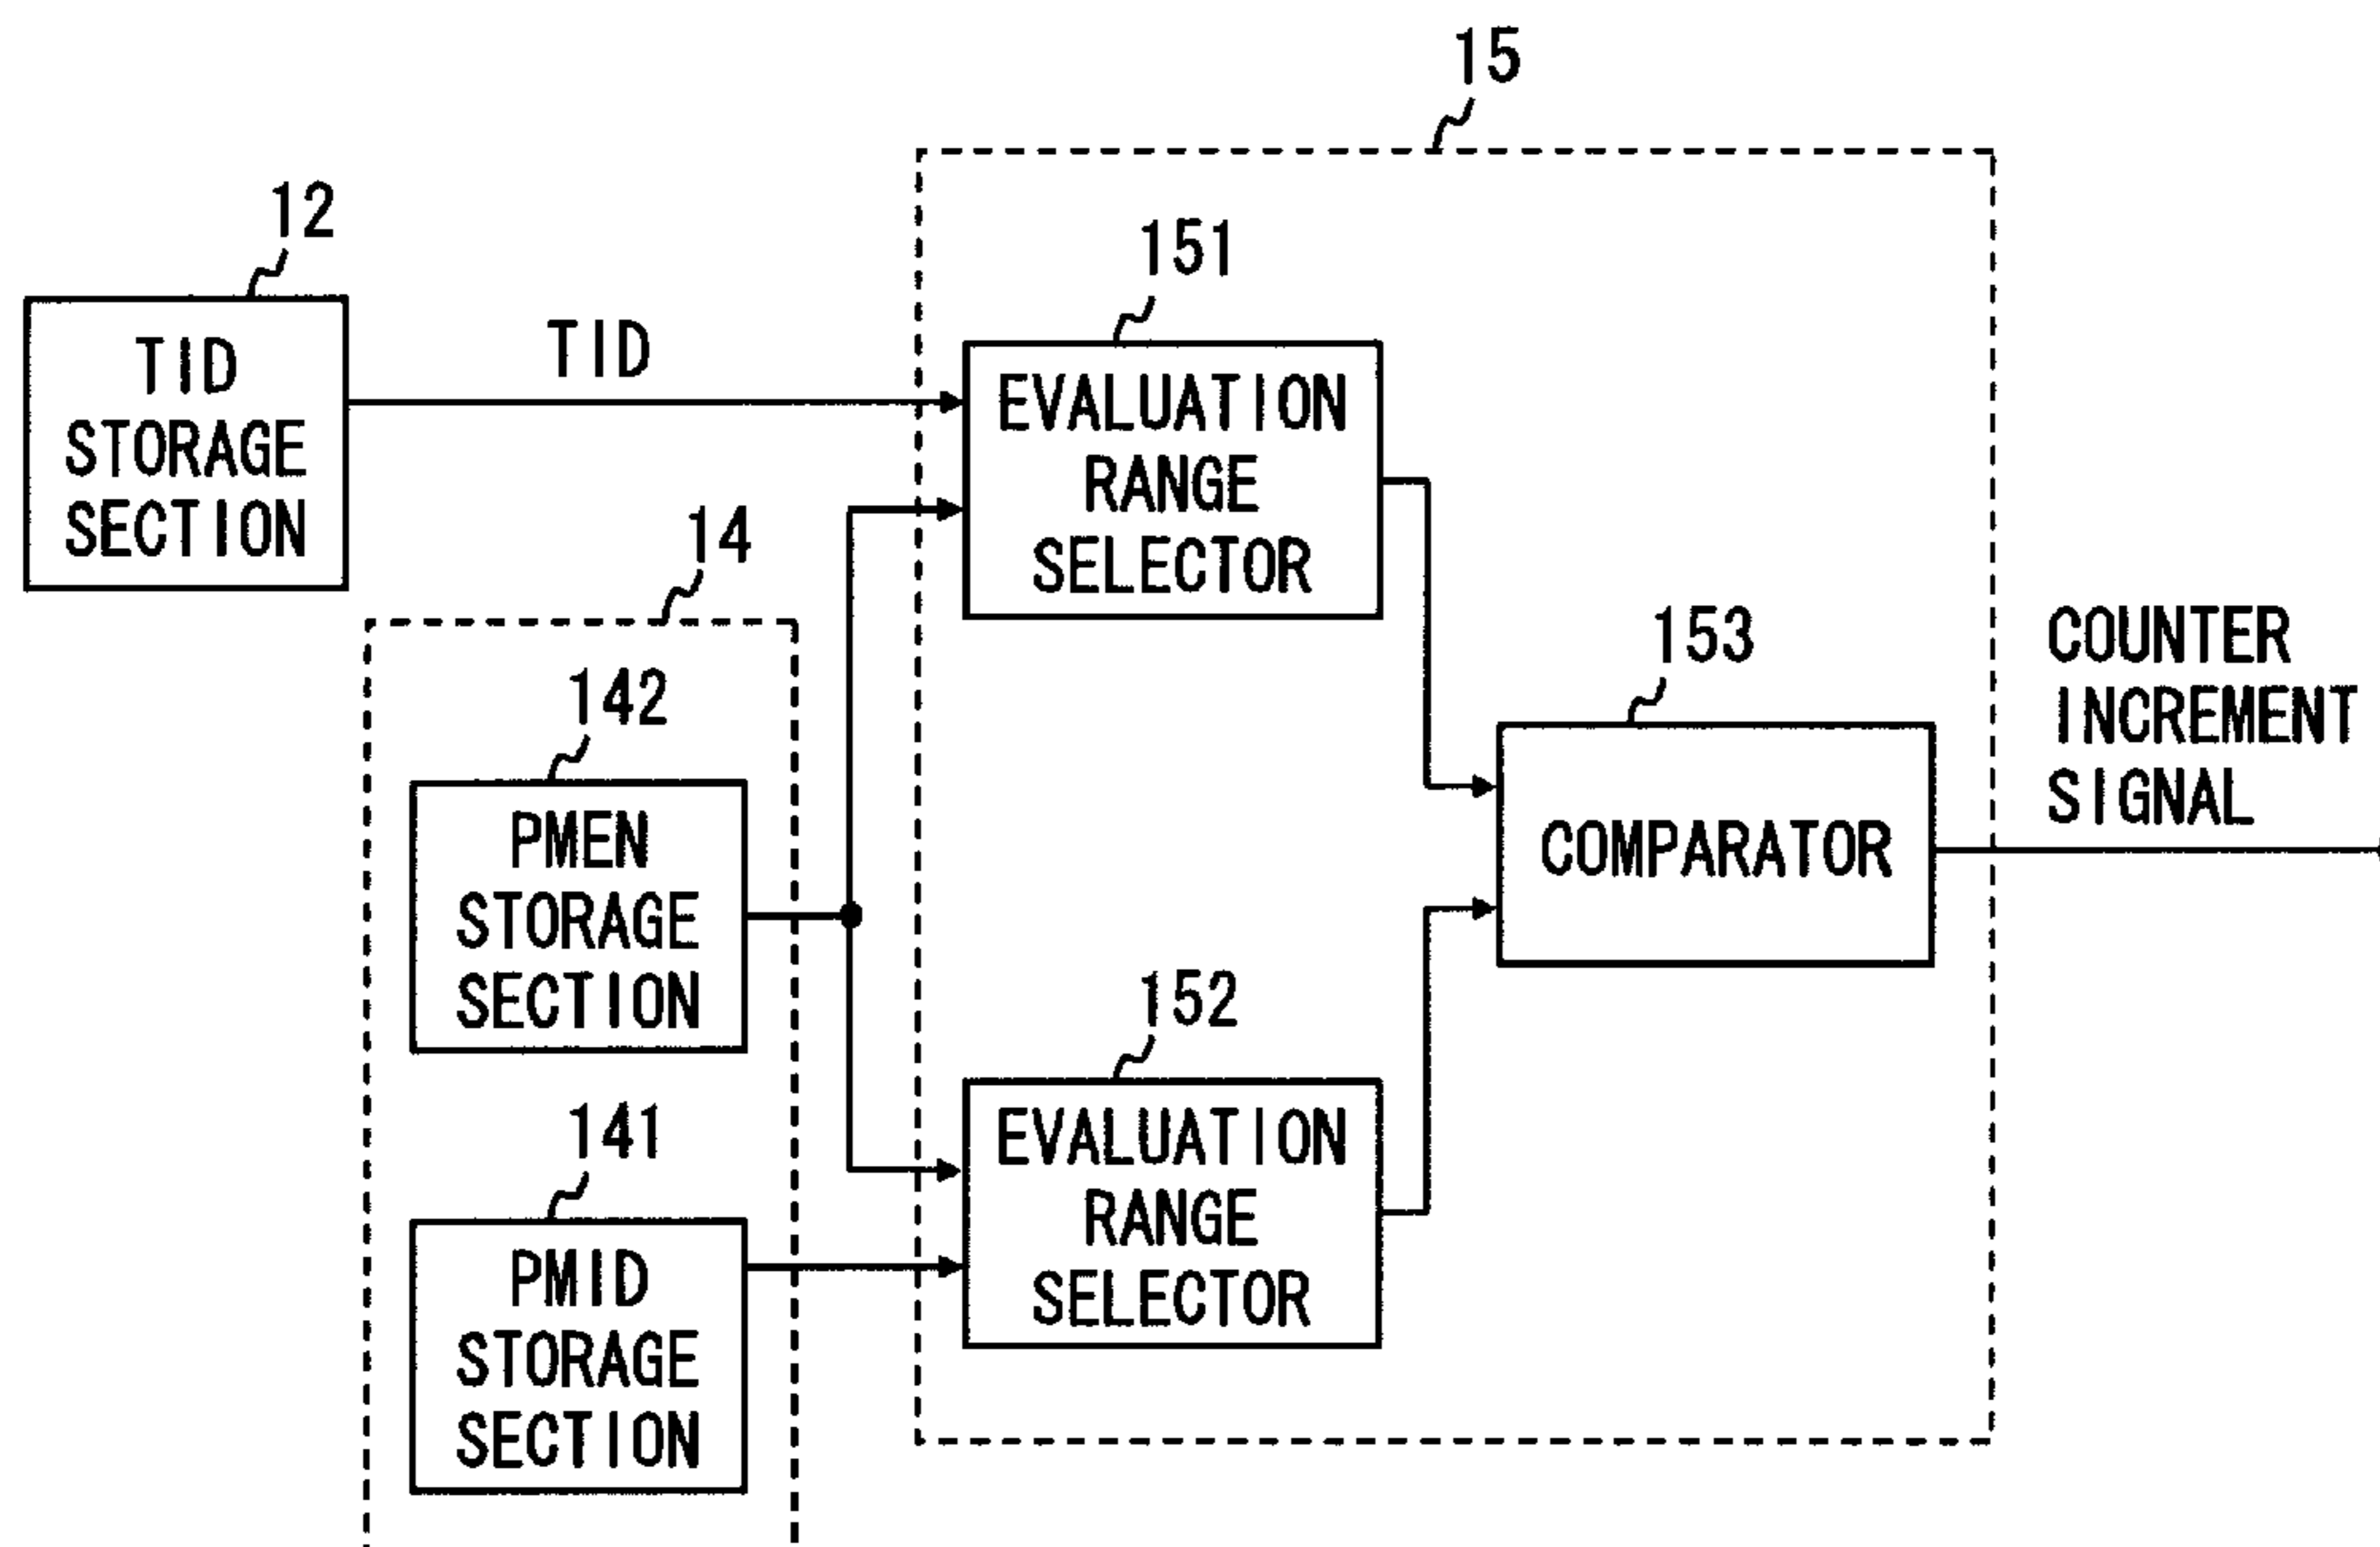 15
12
151
TID
STORAGE
SECTION
TID
EVALUATION
RANGE
SELECTOR
14
142
PMEN
STORAGE
SECTION
153
COMPARATOR
COUNTER
INCREMENT
SIGNAL
152
EVALUATION
RANGE
SELECTOR
141
PMID
STORAGE
SECTION